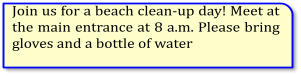 Join us for a beach clean-up day! Meet at
the main entrance at 8 a.m. Please bring
gloves and a bottle of water